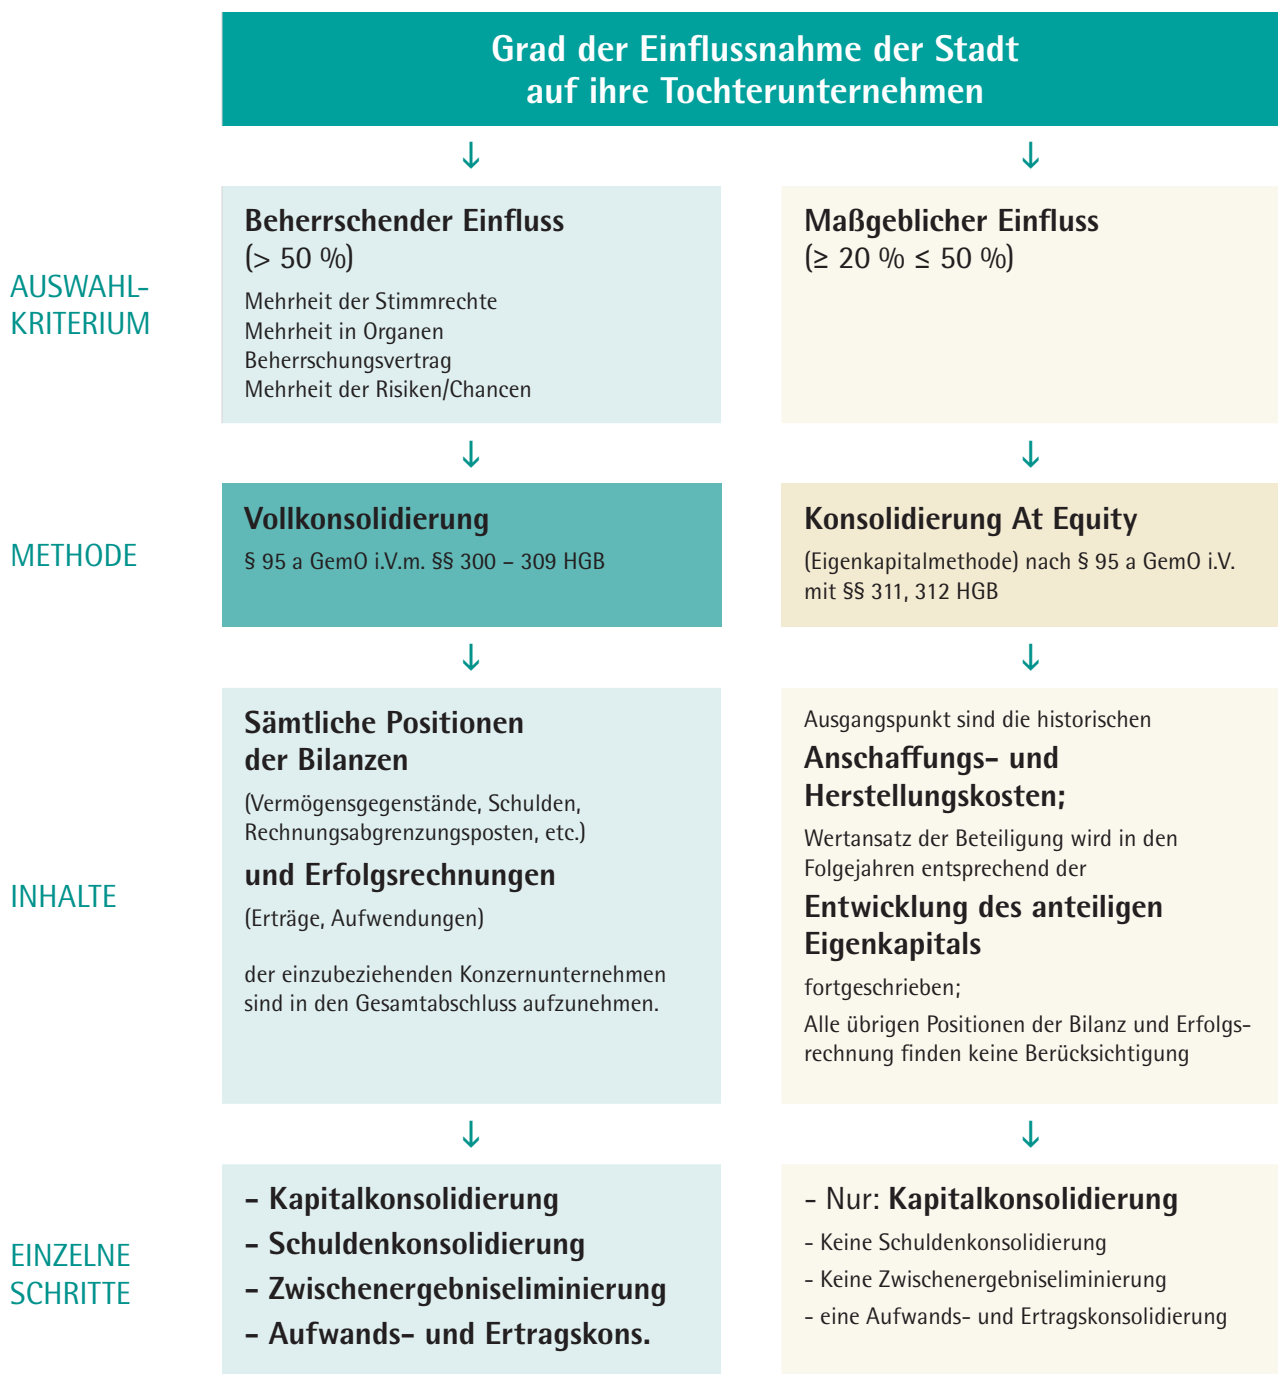 Grad der Einflussnahme der Stadt
auf ihre Tochterunternehmen
AUSWAHL-
KRITERIUM
Beherrschender Einfluss
(> 50 %)
Mehrheit der Stimmrechte
Mehrheit in Organen
Beherrschungsvertrag
Mehrheit der Risiken/Chancen
Maßgeblicher Einfluss
(≥ 20 % ≤ 50 %)
METHODE
Vollkonsolidierung
§ 95 a GemO i.V.m. §§ 300 – 309 HGB
Konsolidierung At Equity
(Eigenkapitalmethode) nach § 95 a GemO i.V.
mit §§ 311, 312 HGB
INHALTE
Sämtliche Positionen
der Bilanzen
(Vermögensgegenstände, Schulden,
Rechnungsabgrenzungsposten, etc.)
und Erfolgsrechnungen
(Erträge, Aufwendungen)
der einzubeziehenden Konzernunternehmen
sind in den Gesamtabschluss aufzunehmen.
Ausgangspunkt sind die historischen
Anschaffungs- und
Herstellungskosten;
Wertansatz der Beteiligung wird in den
Folgejahren entsprechend der
Entwicklung des anteiligen
Eigenkapitals
fortgeschrieben;
Alle übrigen Positionen der Bilanz und Erfolgs-
rechnung finden keine Berücksichtigung
EINZELNE
SCHRITTE
- Kapitalkonsolidierung
- Schuldenkonsolidierung
- Zwischenergebniseliminierung
- Aufwands- und Ertragskons.
- Nur: Kapitalkonsolidierung
- Keine Schuldenkonsolidierung
- Keine Zwischenergebniseliminierung
- eine Aufwands- und Ertragskonsolidierung